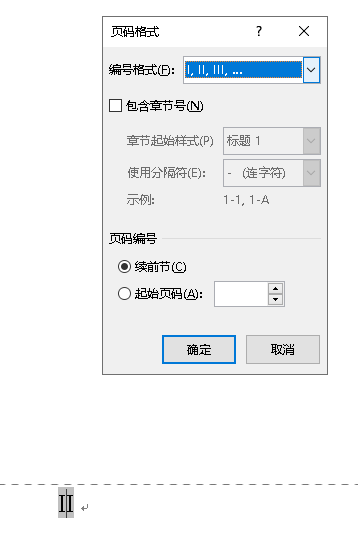 页码格式 ?
编号格式(F): I, II, III, ...
包含章节号(N)
章节起始样式(P) 标题 1
使用分隔符(E): - (连字符)
示例: 1-1, 1-A
页码编号
续前节(C)
起始页码(A):
确定 取消
II